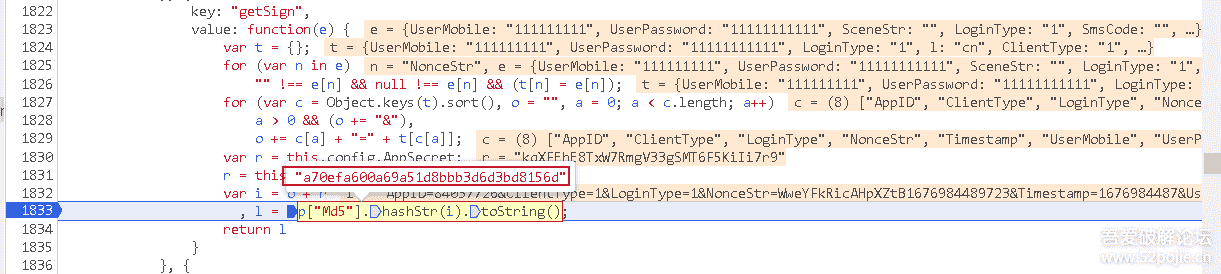 1822 key: "getSign",
1823 value: function(e) { e = {UserMobile: "111111111", UserPassword: "11111111111", SceneStr: "", LoginType: "1", SmsCode: "", …}
1824 var t = {}; t = {UserMobile: "111111111", UserPassword: "11111111111", LoginType: "1", l: "cn", ClientType: "1", …}
1825 for (var n in e) n = "NonceStr", e = {UserMobile: "111111111", UserPassword: "11111111111", SceneStr: "", LoginType: "1",
1826 "" !== e[n] && null !== e[n] && (t[n] = e[n]); t = {UserMobile: "111111111", UserPassword: "11111111111", LoginType:
1827 for (var c = Object.keys(t).sort(), o = "", a = 0; a < c.length; a++) c = (8) ["AppID", "ClientType", "LoginType", "Nonce
1828 a > 0 && (o += "&"),
1829 o += c[a] + "=" + t[c[a]]; c = (8) ["AppID", "ClientType", "LoginType", "NonceStr", "Timestamp", "UserMobile", "UserP
1830 var r = this.config.AppSecret;
1831 r = this "a70efa600a69a51d8bbb3d6d3bd8156d"
1832 var i = o + r i = AppID=84057726&ClientType=1&LoginType=1&NonceStr=WweYFkRicAHpXZtB1676984489723&Timestamp=1676984487&Us
1833 , l = p["Md5"].hashStr(i).toString();
1834 return l
1835 }
1836 }, {
吾爱破解论坛
www.52pojie.cn